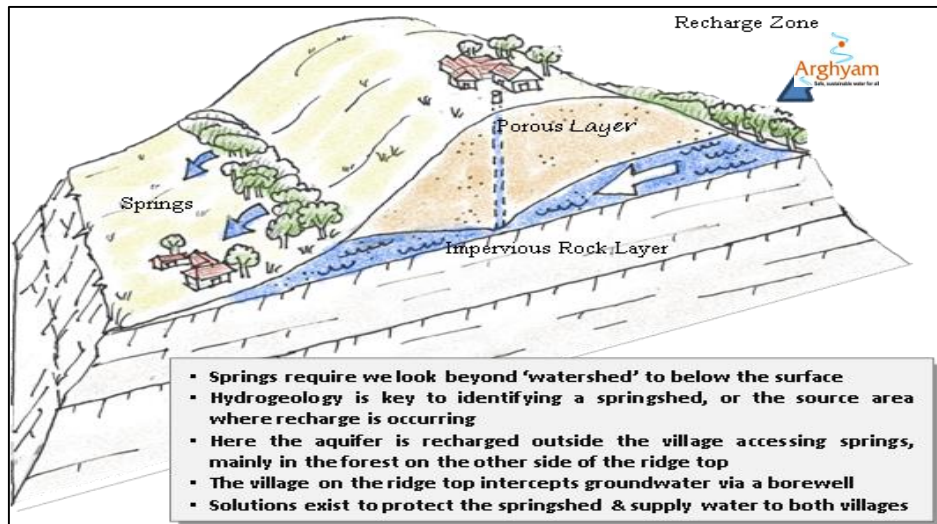 Recharge Zone
Arghyam
Safe, sustainable water for all
Porous Layer
Springs
Impervious Rock Layer
▪ Springs require we look beyond ‘watershed’ to below the surface
▪ Hydrogeology is key to identifying a springshed, or the source area
where recharge is occurring
▪ Here the aquifer is recharged outside the village accessing springs,
mainly in the forest on the other side of the ridge top
▪ The village on the ridge top intercepts groundwater via a borewell
▪ Solutions exist to protect the springshed & supply water to both villages